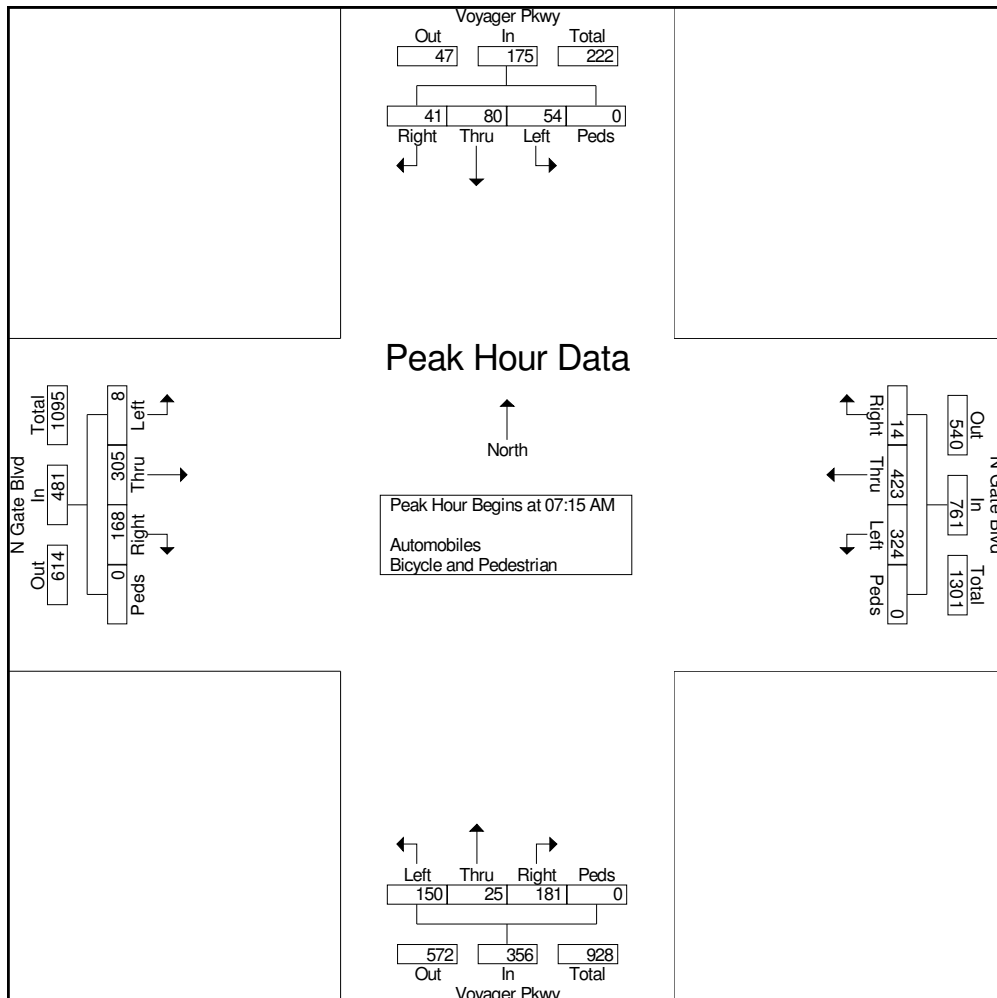 Voyager Pkwy
Out In Total
47 175 222
41 80 54 0
Right Thru Left Peds
Peak Hour Data
North
Peak Hour Begins at 07:15 AM
Automobiles
Bicycle and Pedestrian
N Gate Blvd
Out In Total
614 481 1095
8 305 168 0
Left Thru Right Peds
Right Thru Left Peds
14 423 324 0
Out In Total
540 761 1301
N Gate Blvd
Left Thru Right Peds
150 25 181 0
572 356 928
Out In Total
Voyager Pkwy